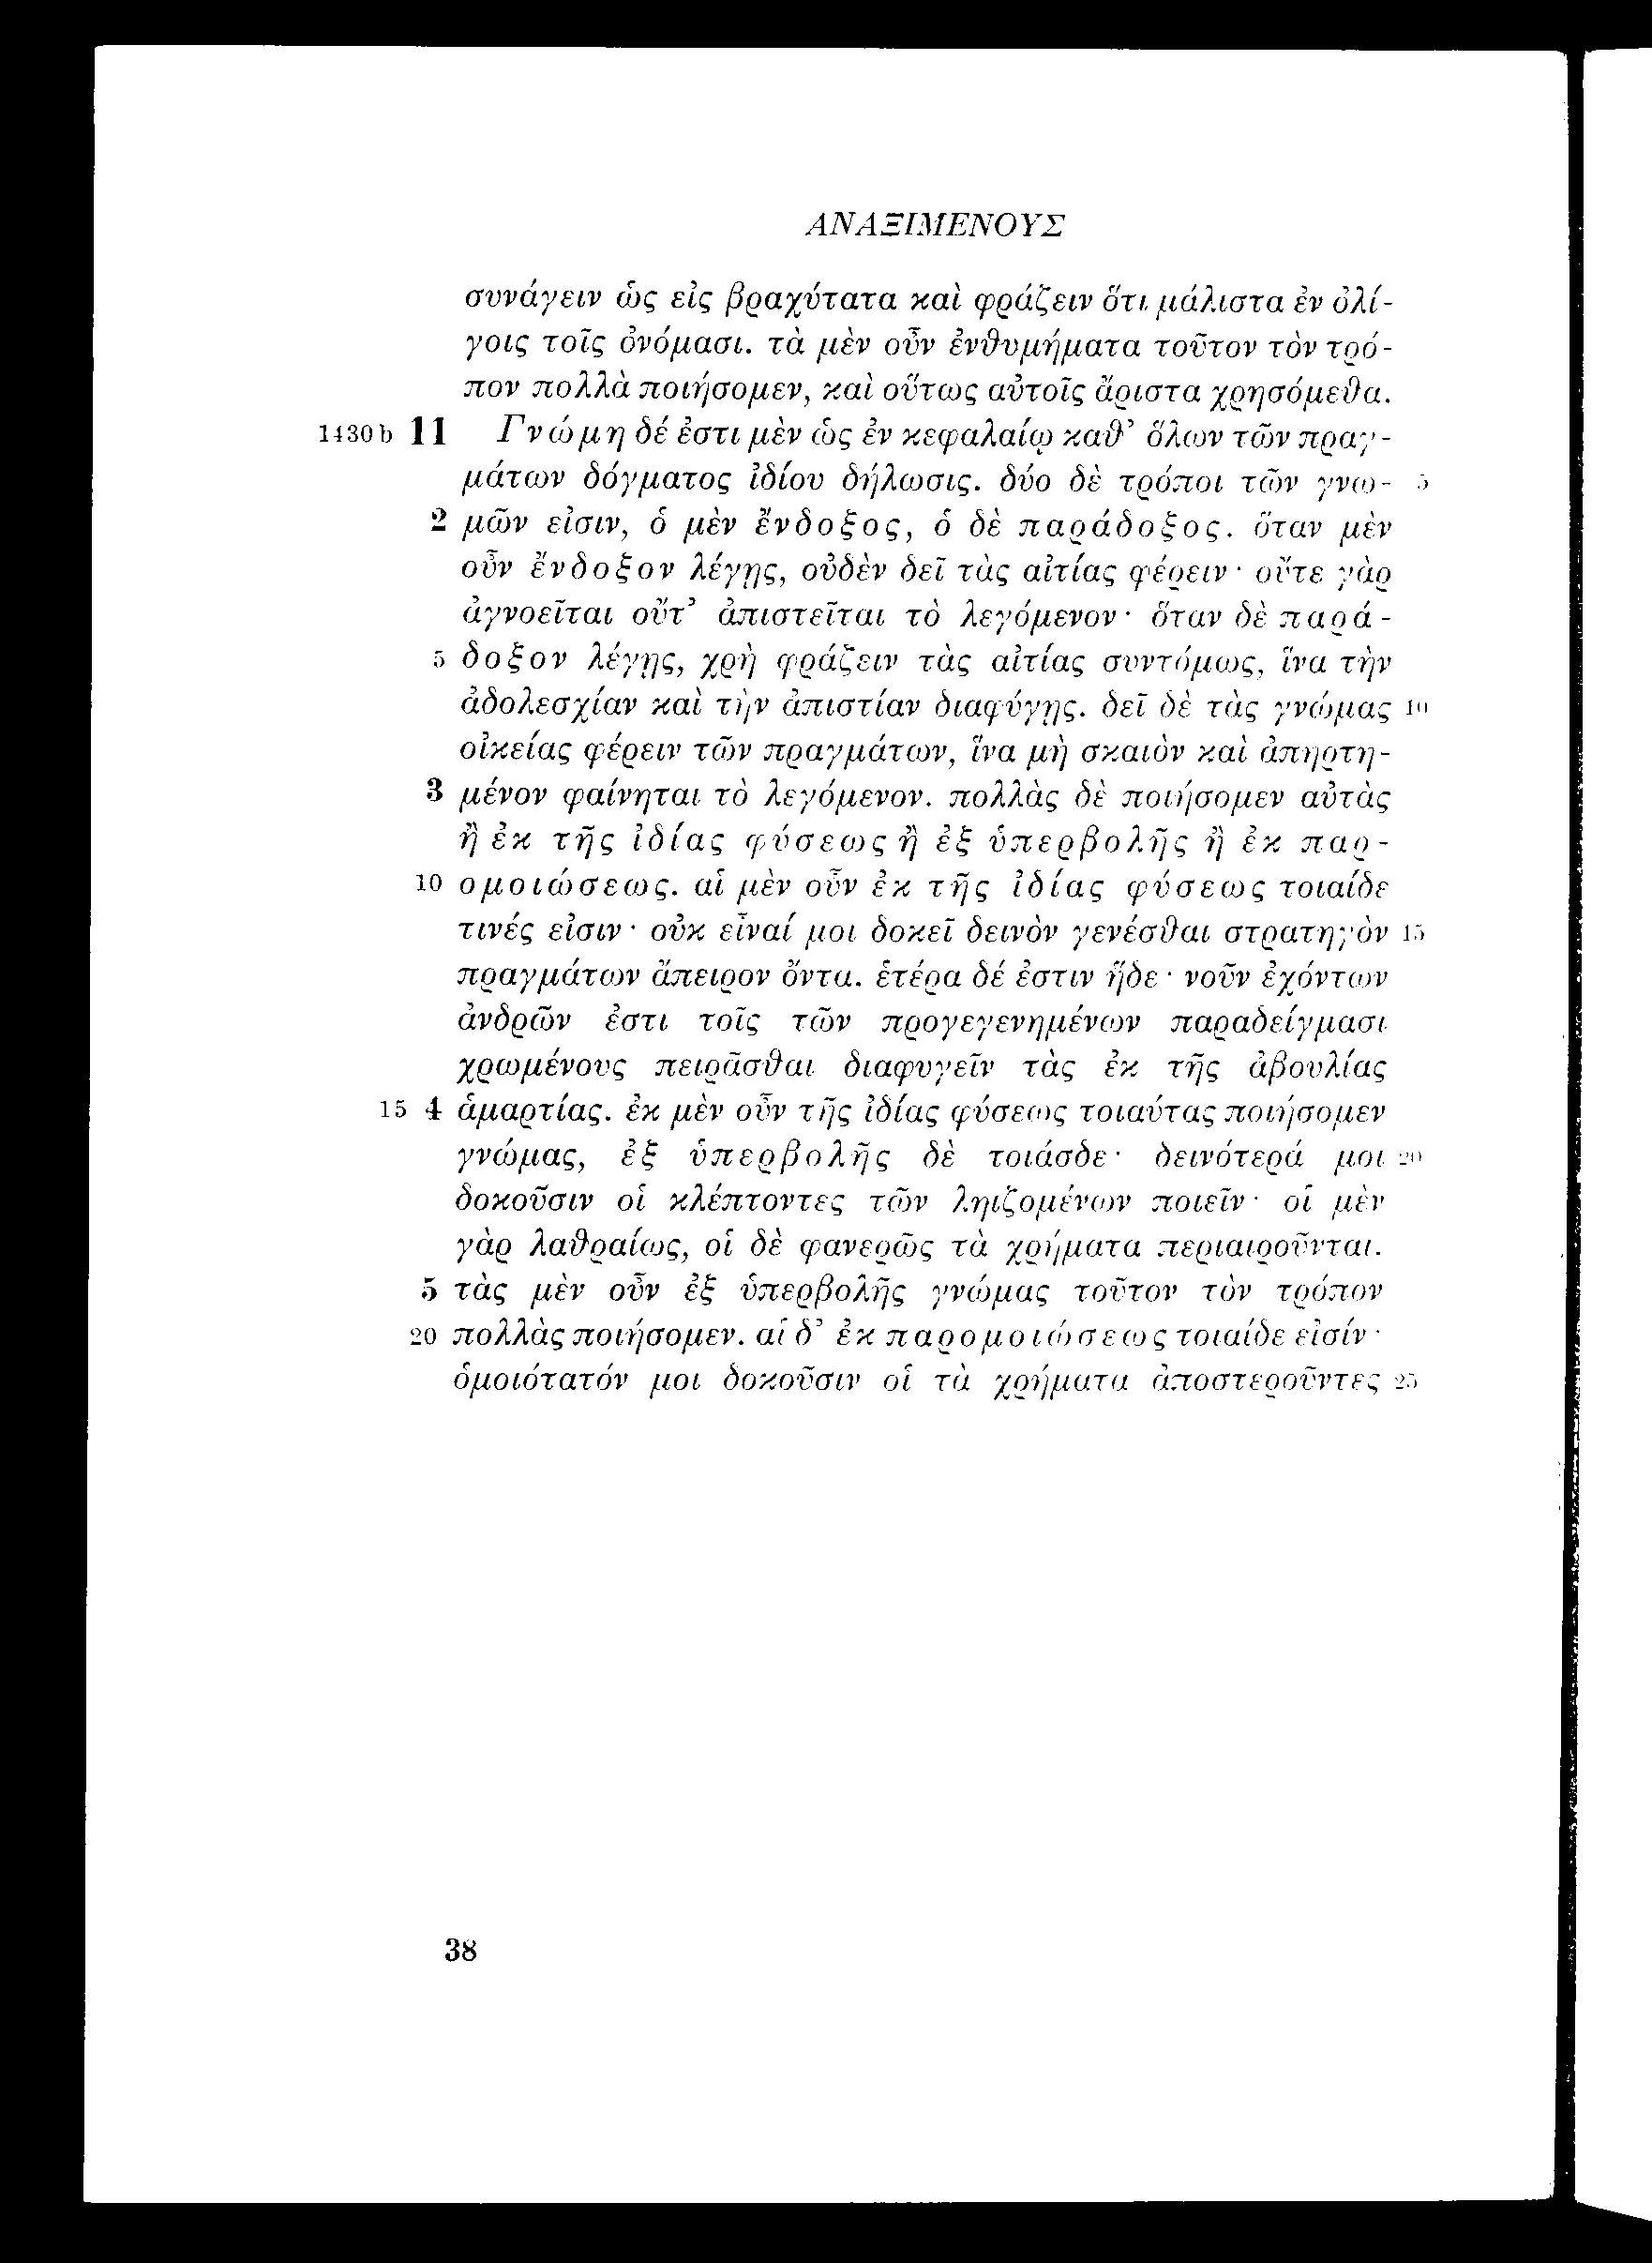 ΑΝΑΞΙΜΕΝΟΥΣ
συνάγειν ὡς εἰς βραχύτατα καὶ φράζειν ὅτι μάλιστα ἐν ὀλί-
γοις τοῖς ὀνόμασι. τὰ μὲν οὖν ἐνθυμήματα τοῦτον τὸν τρό-
πον πολλὰ ποιήσομεν, καὶ οὕτως αὐτοῖς ἄριστα χρησόμεθα.
1430b 11 Γνώμη δέ ἐστι μὲν ὡς ἐν κεφαλαίῳ καθ’ ὅλων τῶν πραγ-
μάτων δόγματος ἰδίου δήλωσις. δύο δὲ τρόποι τῶν γνω- 5
2 μῶν εἰσιν, ὁ μὲν ἔνδοξος, ὁ δὲ παράδοξος. ὅταν μὲν
οὖν ἔνδοξον λέγῃς, οὐδὲν δεῖ τὰς αἰτίας φέρειν· οὔτε γὰρ
ἀγνοεῖται οὔτ’ ἀπιστεῖται τὸ λεγόμενον· ὅταν δὲ παρά-
5 δοξον λέγῃς, χρὴ φράζειν τὰς αἰτίας συντόμως, ἵνα τὴν
ἀδολεσχίαν καὶ τὴν ἀπιστίαν διαφύγῃς. δεῖ δὲ τὰς γνώμας 10
οἰκείας φέρειν τῶν πραγμάτων, ἵνα μὴ σκαιὸν καὶ ἀπηρτη-
3 μένον φαίνηται τὸ λεγόμενον. πολλὰς δὲ ποιήσομεν αὐτὰς
ἢ ἐκ τῆς ἰδίας φύσεως ἢ ἐξ ὑπερβολῆς ἢ ἐκ παρ-
10 ομοιώσεως. αἱ μὲν οὖν ἐκ τῆς ἰδίας φύσεως τοιαίδε
τινές εἰσιν· οὐκ εἶναί μοι δοκεῖ δεινὸν γενέσθαι στρατηγὸν 15
πραγμάτων ἄπειρον ὄντα. ἑτέρα δέ ἐστιν ἥδε· νοῦν ἐχόντων
ἀνδρῶν ἐστι τοῖς τῶν προγεγενημένων παραδείγμασι
χρωμένους πειρᾶσθαι διαφυγεῖν τὰς ἐκ τῆς ἀβουλίας
15 4 ἁμαρτίας. ἐκ μὲν οὖν τῆς ἰδίας φύσεως τοιαύτας ποιήσομεν
γνώμας, ἐξ ὑπερβολῆς δὲ τοιάσδε· δεινότερά μοι 20
δοκοῦσιν οἱ κλέπτοντες τῶν ληιζομένων ποιεῖν· οἱ μὲν
γὰρ λαθραίως, οἱ δὲ φανερῶς τὰ χρήματα περιαιροῦνται.
5 τὰς μὲν οὖν ἐξ ὑπερβολῆς γνώμας τοῦτον τὸν τρόπον
20 πολλὰς ποιήσομεν. αἱ δ’ ἐκ παρομοιώσεως τοιαίδε εἰσίν·
ὁμοιότατόν μοι δοκοῦσιν οἱ τὰ χρήματα ἀποστεροῦντες 25
38